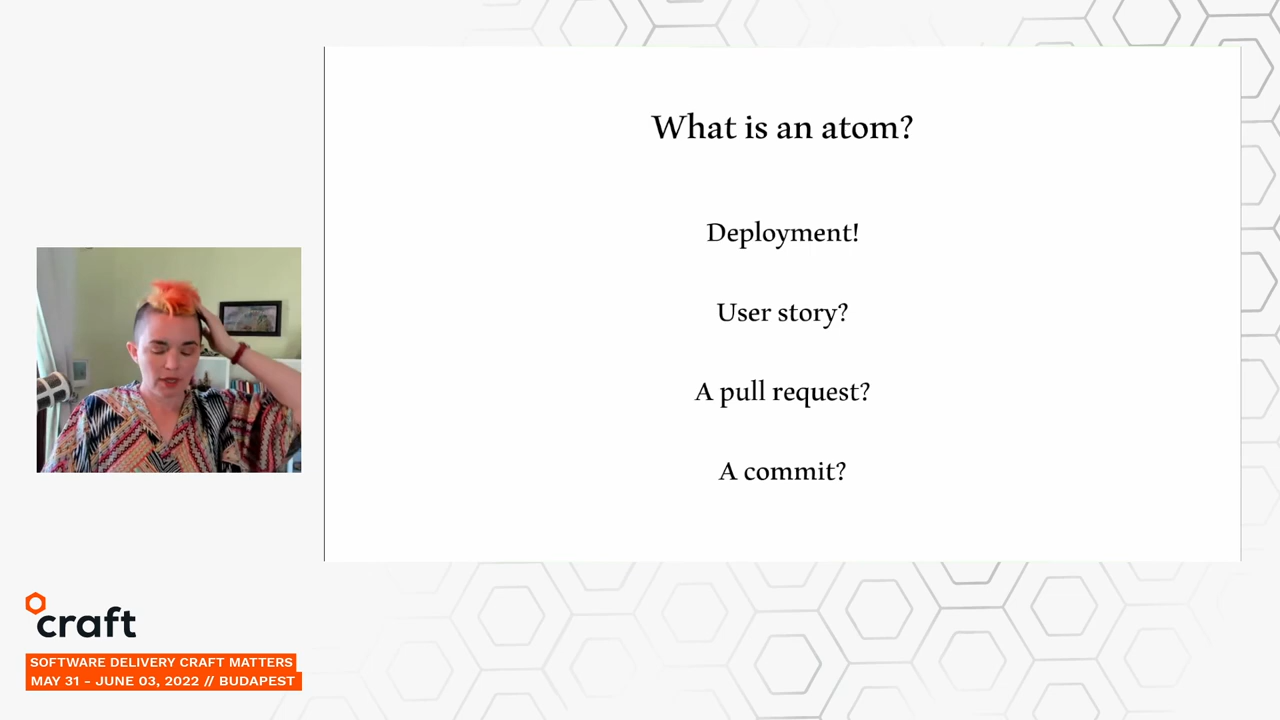 What is an atom?
Deployment!
User story?
A pull request?
A commit?
craft
SOFTWARE DELIVERY CRAFT MATTERS
MAY 31 - JUNE 03, 2022 // BUDAPEST